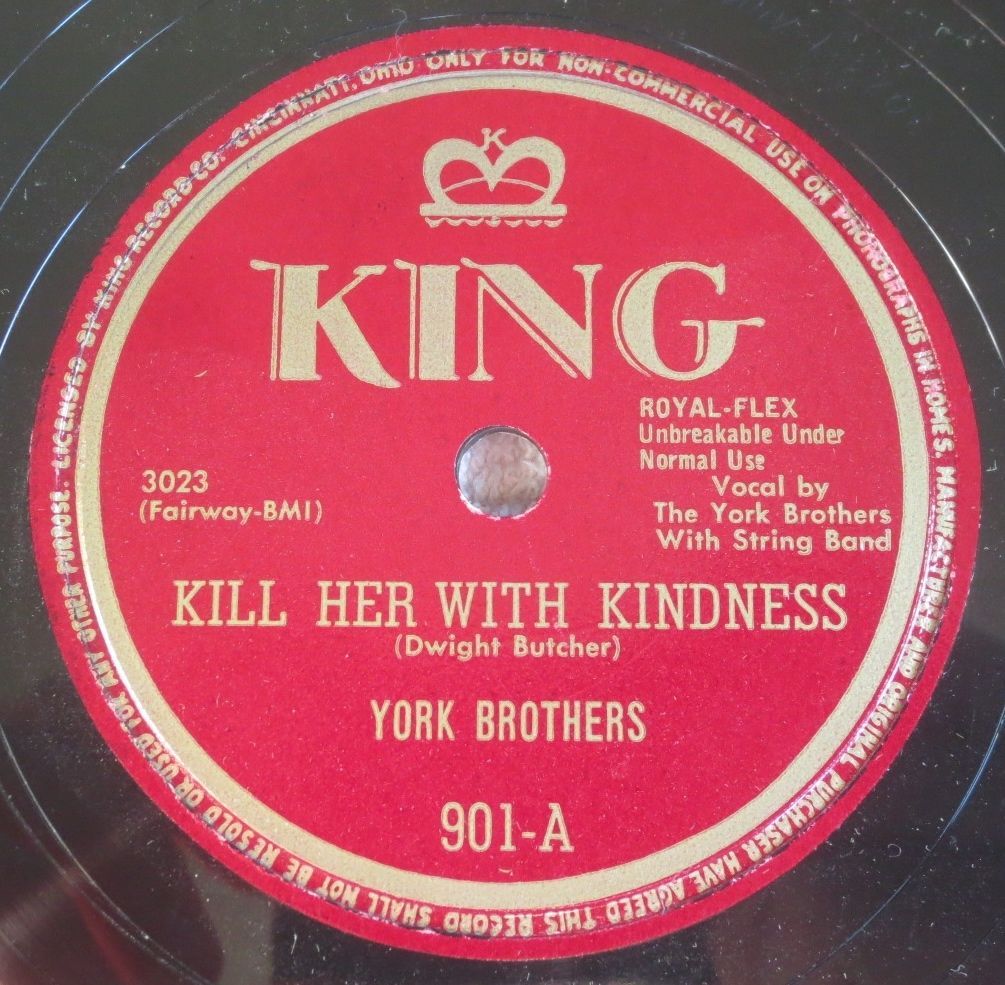 LICENSED BY KING RECORD CO. CINCINNATI, OHIO ONLY FOR NON-COMMERCIAL USE ON PHONOGRAPHS IN HOMES. MANUFACTURER AND ORIGINAL PURCHASER HAVE AGREED THIS RECORD SHALL NOT BE RESOLD OR USED FOR ANY OTHER PURPOSE.
K
KING
ROYAL-FLEX
Unbreakable Under
Normal Use
Vocal by
The York Brothers
With String Band
3023
(Fairway-BMI)
KILL HER WITH KINDNESS
(Dwight Butcher)
YORK BROTHERS
901-A